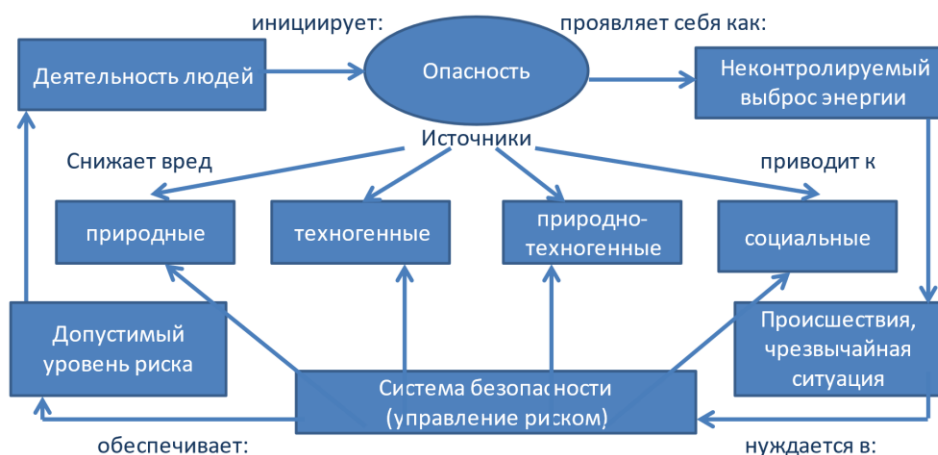 инициирует:
проявляет себя как:
Деятельность людей
Опасность
Неконтролируемый
выброс энергии
Источники
Снижает вред
приводит к
природные
техногенные
природно-
техногенные
социальные
Допустимый
уровень риска
Происшествия,
чрезвычайная
ситуация
Система безопасности
(управление риском)
обеспечивает:
нуждается в: